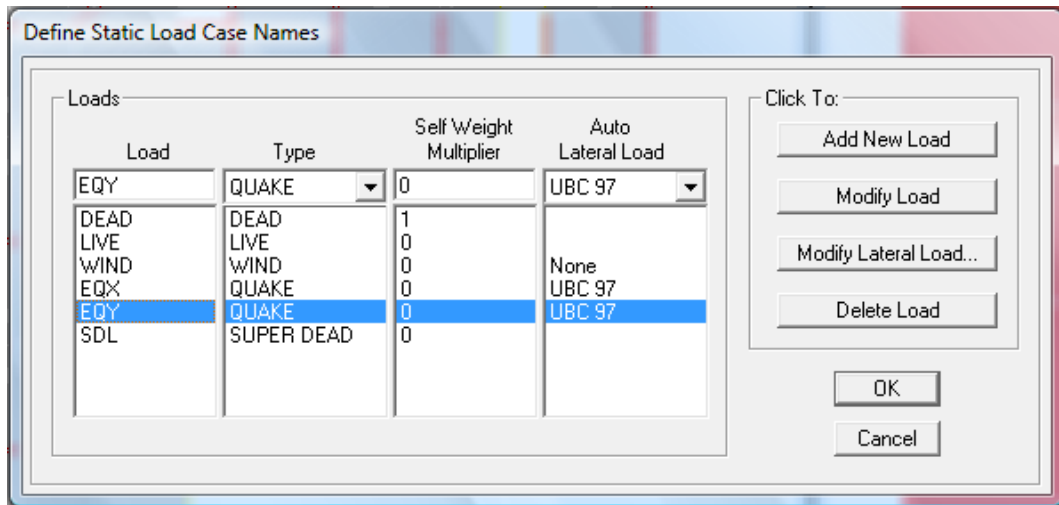 Define Static Load Case Names
Loads
Click To:
Load Type Self Weight Multiplier Auto Lateral Load
EQY QUAKE 0 UBC 97
DEAD DEAD 1
LIVE LIVE 0
WIND WIND 0 None
EQX QUAKE 0 UBC 97
EQY QUAKE 0 UBC 97
SDL SUPER DEAD 0
Add New Load
Modify Load
Modify Lateral Load...
Delete Load
OK
Cancel